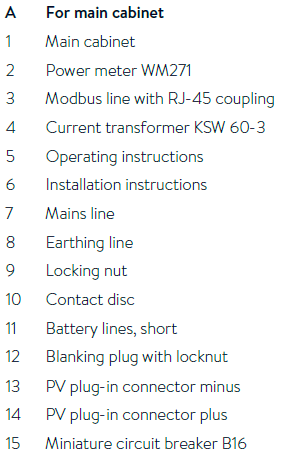 A For main cabinet
1 Main cabinet
2 Power meter WM271
3 Modbus line with RJ-45 coupling
4 Current transformer KSW 60-3
5 Operating instructions
6 Installation instructions
7 Mains line
8 Earthing line
9 Locking nut
10 Contact disc
11 Battery lines, short
12 Blanking plug with locknut
13 PV plug-in connector minus
14 PV plug-in connector plus
15 Miniature circuit breaker B16